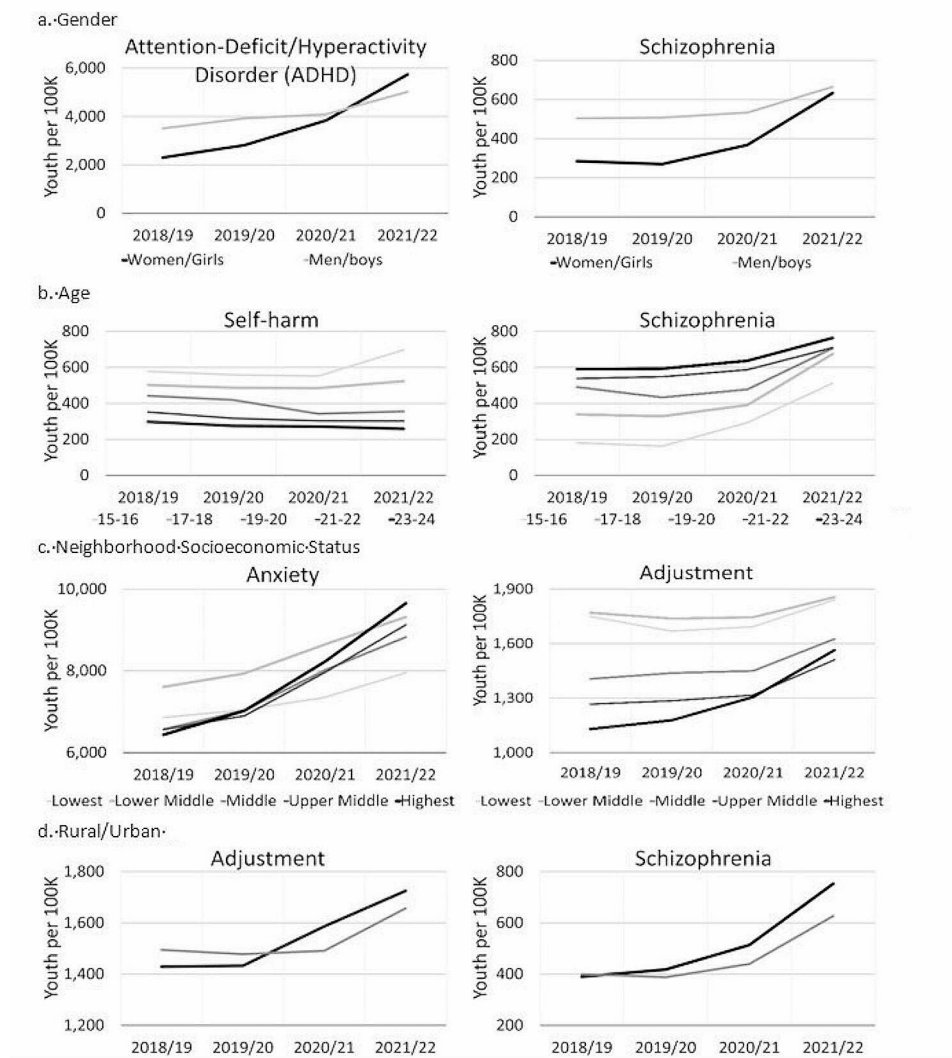 a.·Gender
Attention-Deficit/Hyperactivity
Disorder (ADHD)
Youth per 100K
6,000
4,000
2,000
0
2018/19 2019/20 2020/21 2021/22
Women/Girls Men/boys
Schizophrenia
Youth per 100K
800
600
400
200
0
2018/19 2019/20 2020/21 2021/22
Women/Girls Men/boys
b.·Age
Self-harm
Youth per 100K
800
600
400
200
0
2018/19 2019/20 2020/21 2021/22
15-16 17-18 19-20 21-22 23-24
Schizophrenia
Youth per 100K
800
600
400
200
0
2018/19 2019/20 2020/21 2021/22
15-16 17-18 19-20 21-22 23-24
c.·Neighborhood·Socioeconomic·Status
Anxiety
Youth per 100K
10,000
8,000
6,000
2018/19 2019/20 2020/21 2021/22
Lowest Lower Middle Middle Upper Middle Highest
Adjustment
Youth per 100K
1,900
1,600
1,300
1,000
2018/19 2019/20 2020/21 2021/22
Lowest Lower Middle Middle Upper Middle Highest
d.·Rural/Urban·
Adjustment
Youth per 100K
1,800
1,600
1,400
1,200
2018/19 2019/20 2020/21 2021/22
Schizophrenia
Youth per 100K
800
600
400
200
2018/19 2019/20 2020/21 2021/22